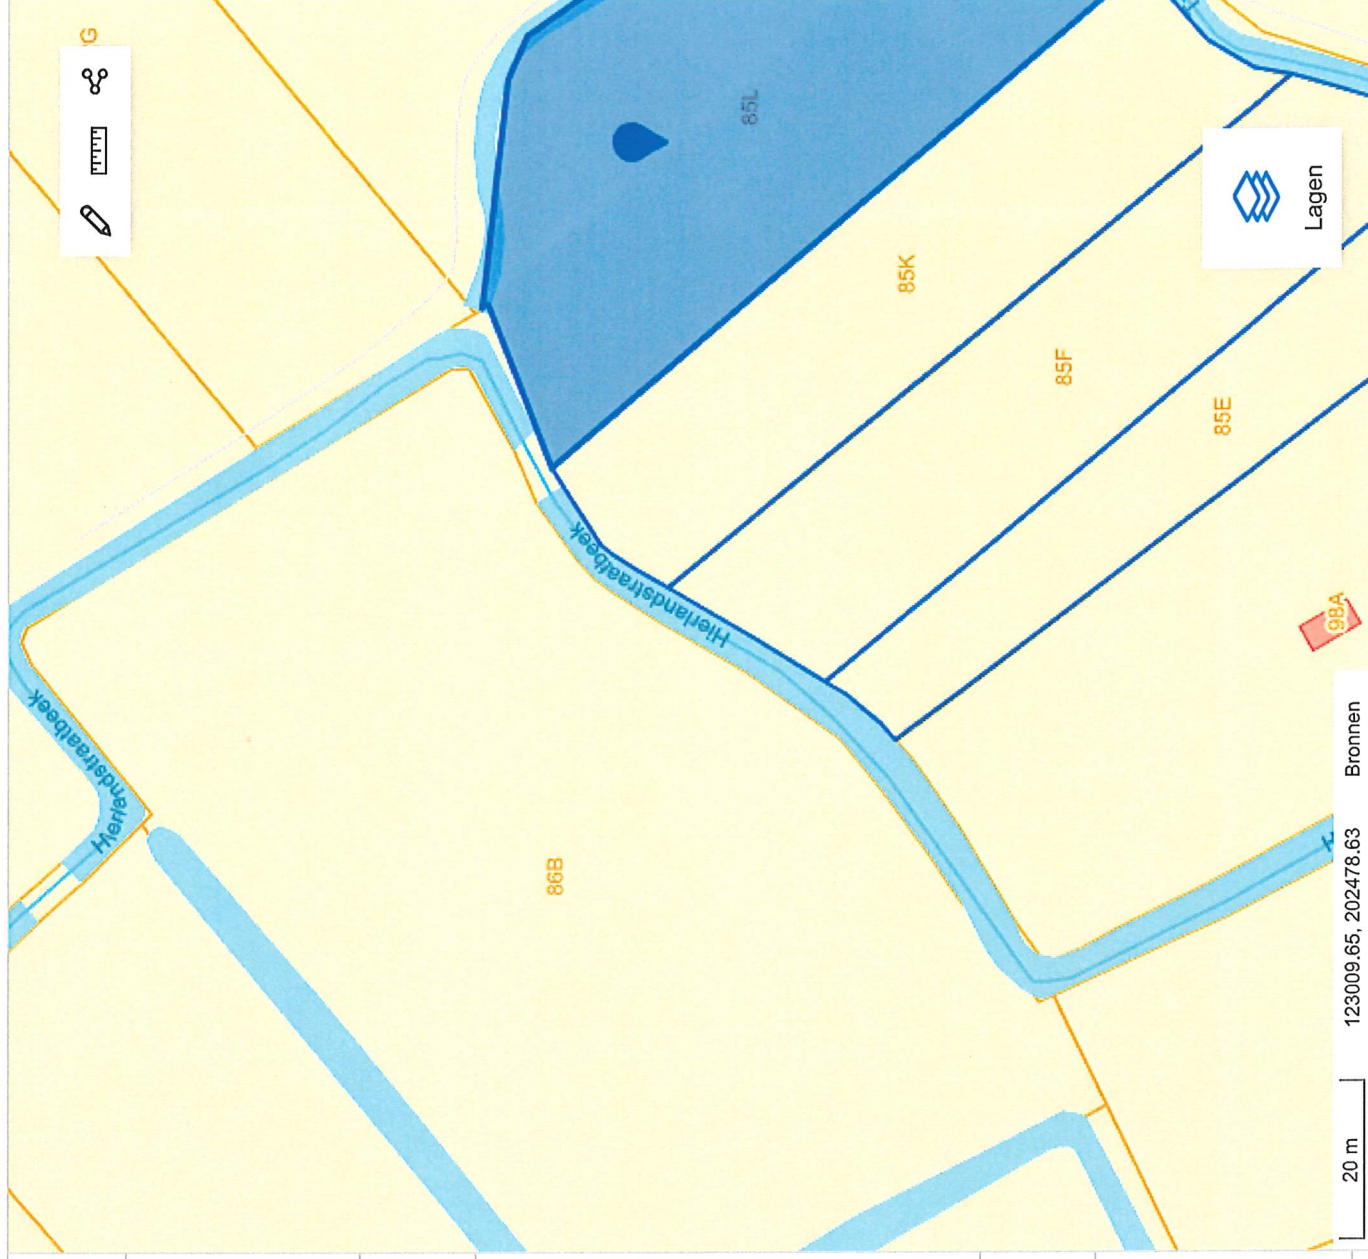 G
85L
85K
85F
85E
98A
86B
Hierlandstraatbeek
Hierlandstraatbeek
H
Lagen
20 m
123009.65, 202478.63
Bronnen